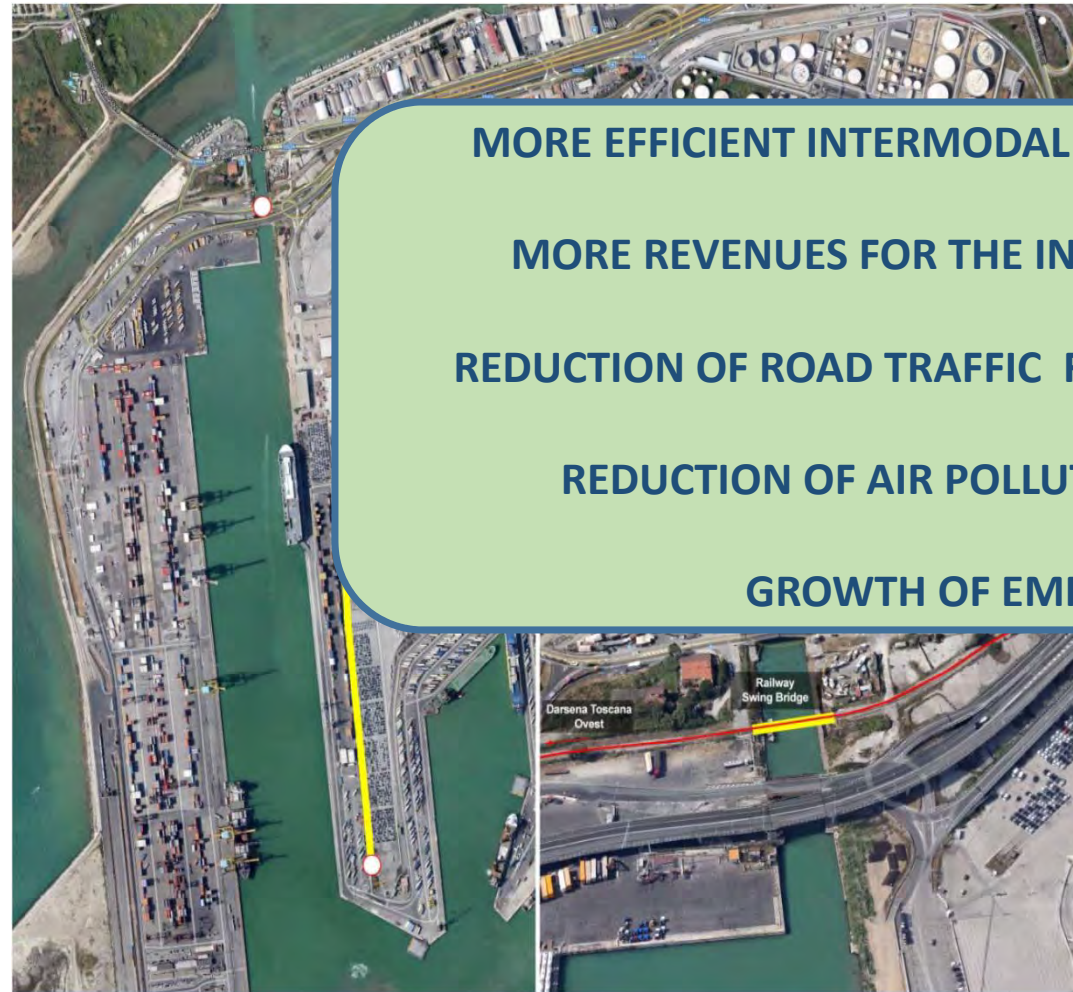 MORE EFFICIENT INTERMODAL
MORE REVENUES FOR THE IN
REDUCTION OF ROAD TRAFFIC
REDUCTION OF AIR POLLUT
GROWTH OF EM
Railway
Swing Bridge
Darsena Toscana
Ovest